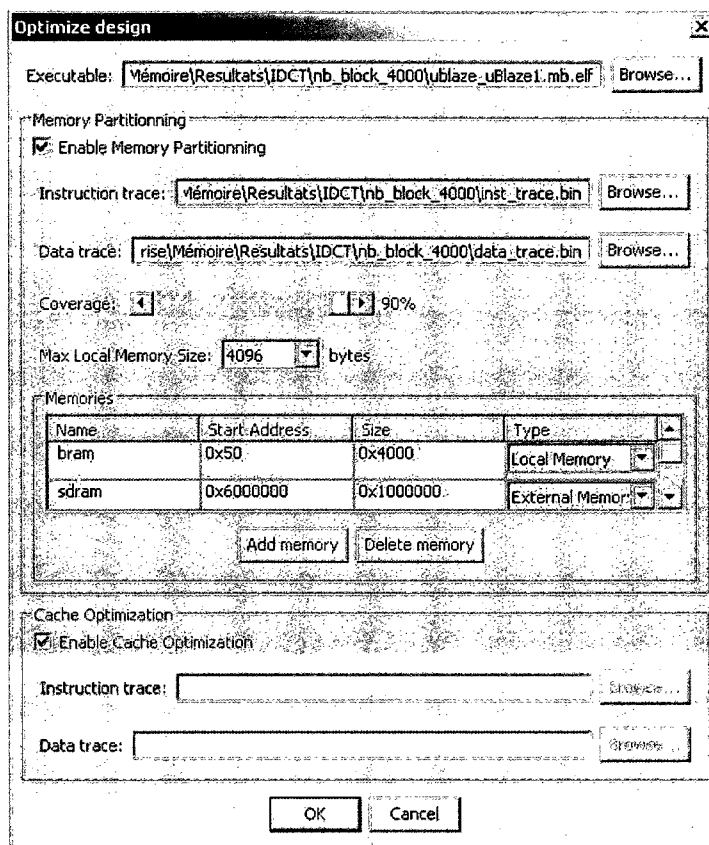 Optimize design
Executable: Mémoire\Resultats\IDCT\nb_block_4000\ublaze_uBlaze1.mb.elf Browse...
Memory Partitionning
Enable Memory Partitionning
Instruction trace: Mémoire\Resultats\IDCT\nb_block_4000\inst_trace.bin Browse...
Data trace: rise\Mémoire\Resultats\IDCT\nb_block_4000\data_trace.bin Browse...
Coverage: 90%
Max Local Memory Size: 4096 bytes
Memories
Name Start Address Size Type
bram 0x50 0x4000 Local Memory
sdram 0x6000000 0x1000000 External Memor
Add memory Delete memory
Cache Optimization
Enable Cache Optimization
Instruction trace: Browse...
Data trace: Browse...
OK Cancel